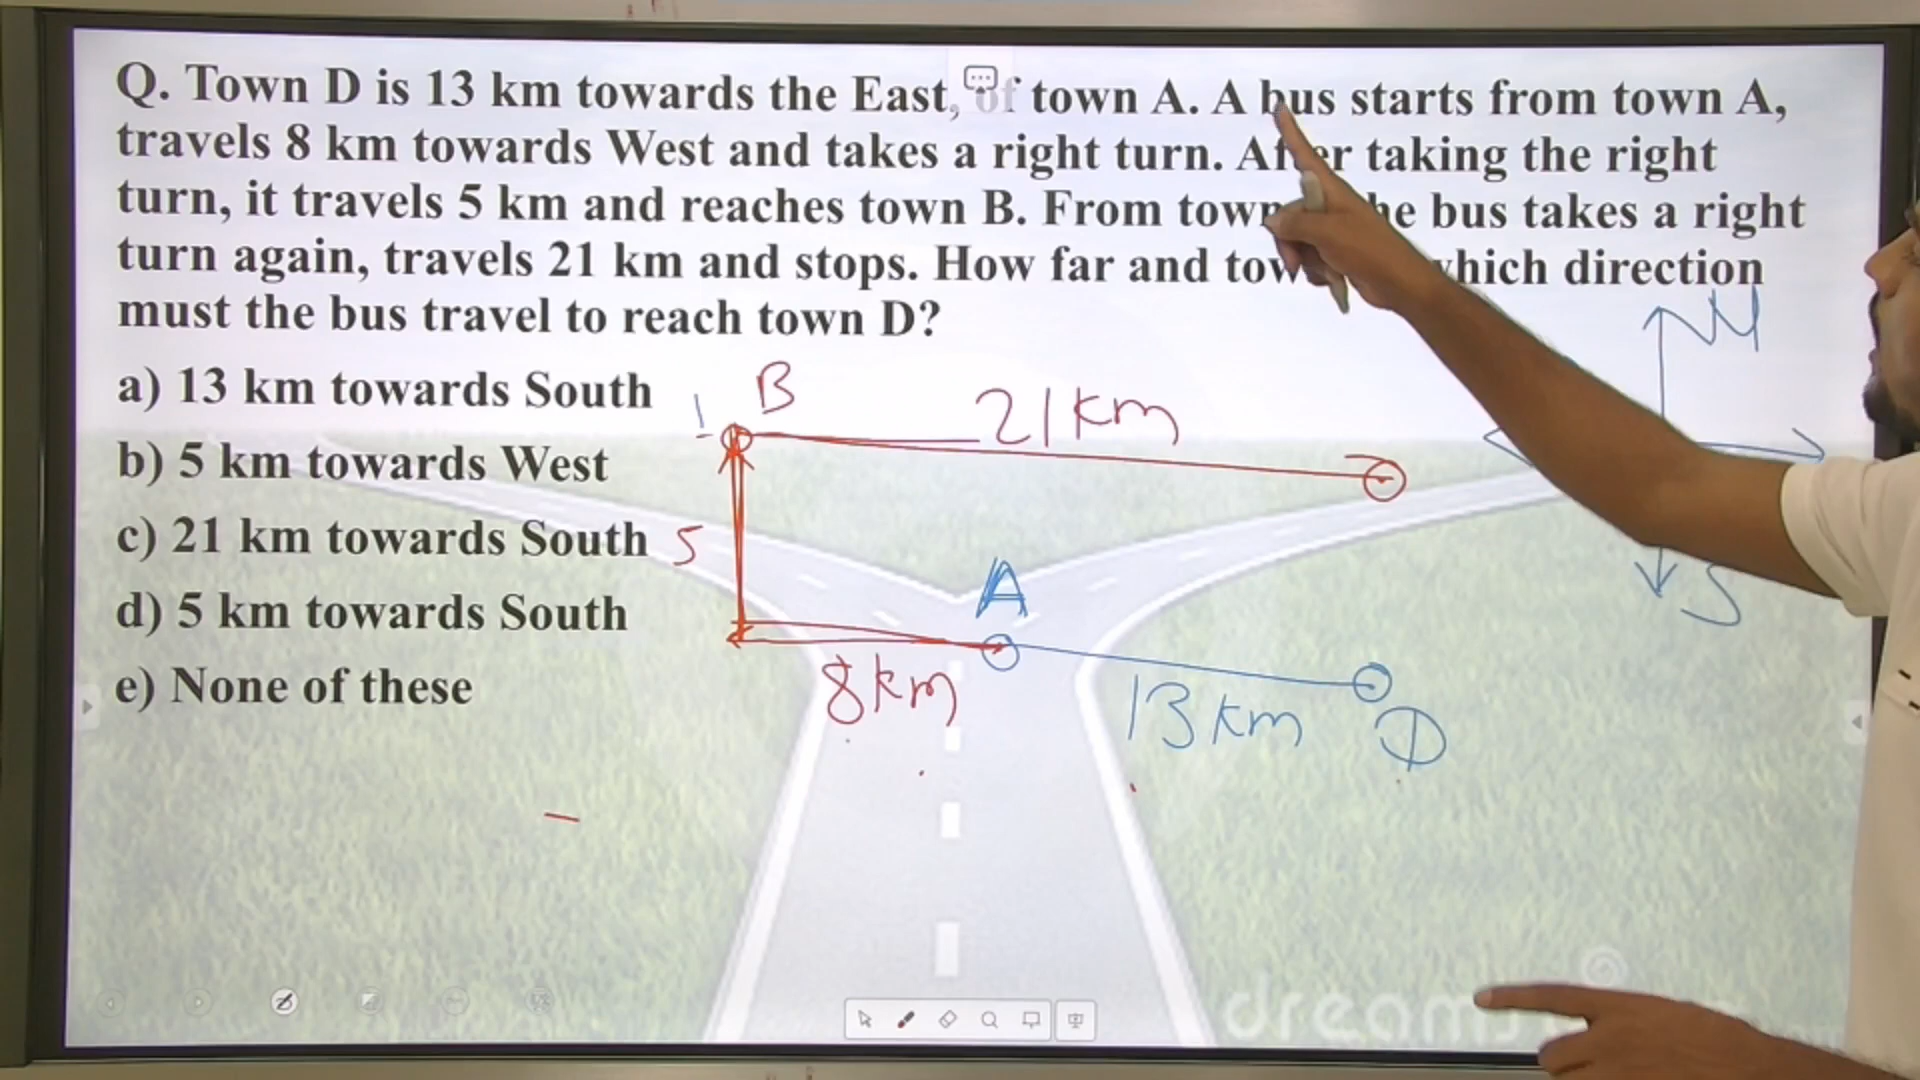 Q. Town D is 13 km towards the East, of town A. A bus starts from town A,
travels 8 km towards West and takes a right turn. After taking the right
turn, it travels 5 km and reaches town B. From town he bus takes a right
turn again, travels 21 km and stops. How far and tow which direction
must the bus travel to reach town D?
a) 13 km towards South
b) 5 km towards West
c) 21 km towards South
d) 5 km towards South
e) None of these
N
B
21 km
5
A
S
8 km
13 km
D
dreams